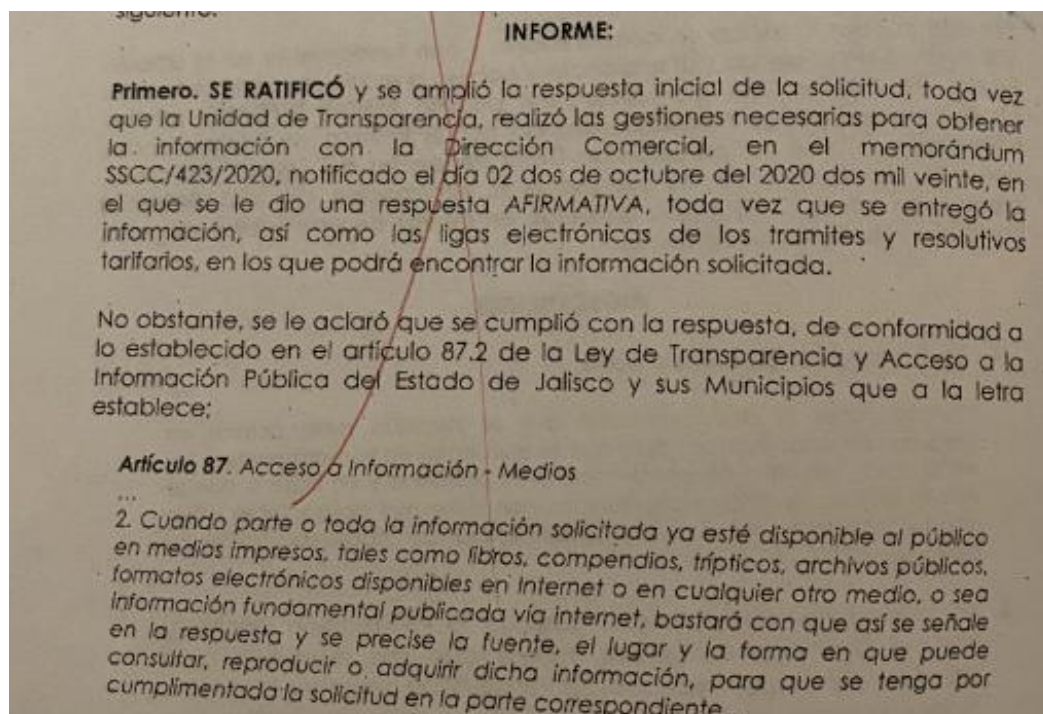 siguiente:
INFORME:
Primero. SE RATIFICÓ y se amplió la respuesta inicial de la solicitud, toda vez
que la Unidad de Transparencia, realizó las gestiones necesarias para obtener
la información con la Dirección Comercial, en el memorándum
SSCC/423/2020, notificado el día 02 dos de octubre del 2020 dos mil veinte, en
el que se le dio una respuesta AFIRMATIVA, toda vez que se entregó la
información, así como las ligas electrónicas de los tramites y resolutivos
tarifarios, en los que podrá encontrar la información solicitada.
No obstante, se le aclaró que se cumplió con la respuesta, de conformidad a
lo establecido en el artículo 87.2 de la Ley de Transparencia y Acceso a la
Información Pública del Estado de Jalisco y sus Municipios que a la letra
establece:
Artículo 87. Acceso a Información - Medios
...
2. Cuando parte o toda la información solicitada ya esté disponible al público
en medios impresos, tales como libros, compendios, trípticos, archivos públicos,
formatos electrónicos disponibles en Internet o en cualquier otro medio, o sea
información fundamental publicada vía internet, bastará con que así se señale
en la respuesta y se precise la fuente, el lugar y la forma en que puede
consultar, reproducir o adquirir dicha información, para que se tenga por
cumplimentada la solicitud en la parte correspondiente